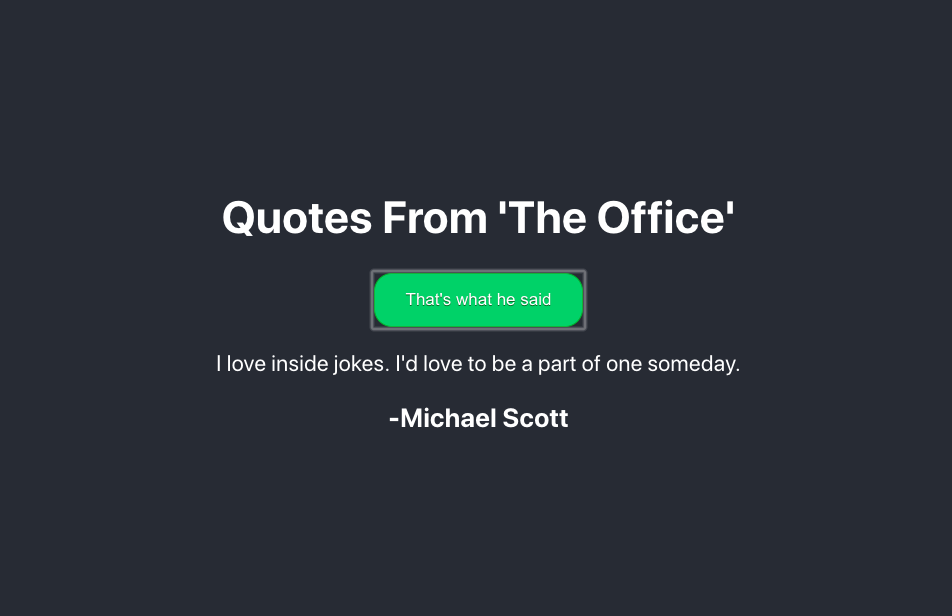 Quotes From 'The Office'
That's what he said
I love inside jokes. I'd love to be a part of one someday.
-Michael Scott